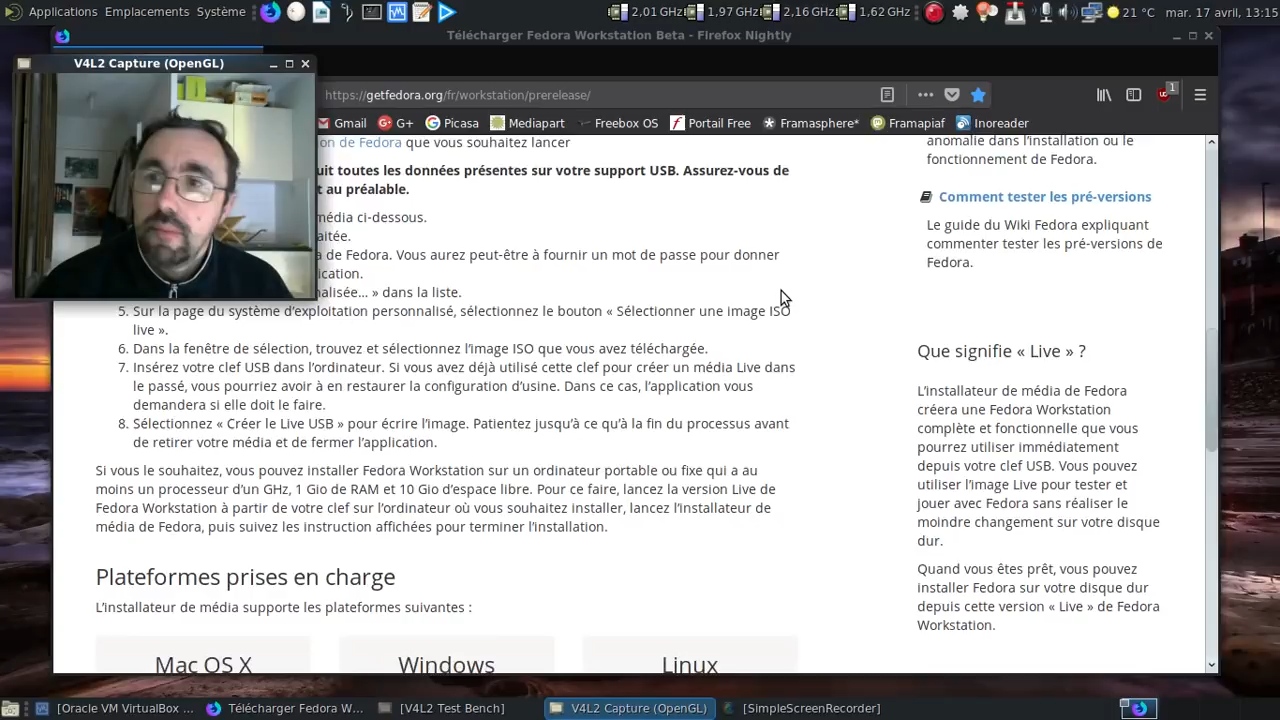 Applications Emplacements Système 2,01 GHz 1,97 GHz 2,16 GHz 1,62 GHz 21 °C mar. 17 avril, 13:15
Télécharger Fedora Workstation Beta - Firefox Nightly
V4L2 Capture (OpenGL)
https://getfedora.org/fr/workstation/prerelease/
1
Gmail G+ Picasa Mediapart Freebox OS Portail Free Framasphère* Framapiaf Inoreader
on de Fedora que vous souhaitez lancer
uit toutes les données présentes sur votre support USB. Assurez-vous de
t au préalable.
média ci-dessous.
aitée.
a de Fedora. Vous aurez peut-être à fournir un mot de passe pour donner
ication.
nalisée… » dans la liste.
5. Sur la page du système d’exploitation personnalisé, sélectionnez le bouton « Sélectionner une image ISO
live ».
6. Dans la fenêtre de sélection, trouvez et sélectionnez l’image ISO que vous avez téléchargée.
7. Insérez votre clef USB dans l’ordinateur. Si vous avez déjà utilisé cette clef pour créer un média Live dans
le passé, vous pourriez avoir à en restaurer la configuration d’usine. Dans ce cas, l’application vous
demandera si elle doit le faire.
8. Sélectionnez « Créer le Live USB » pour écrire l’image. Patientez jusqu’à ce qu’à la fin du processus avant
de retirer votre média et de fermer l’application.
Si vous le souhaitez, vous pouvez installer Fedora Workstation sur un ordinateur portable ou fixe qui a au
moins un processeur d’un GHz, 1 Gio de RAM et 10 Gio d’espace libre. Pour ce faire, lancez la version Live de
Fedora Workstation à partir de votre clef sur l’ordinateur où vous souhaitez installer, lancez l’installateur de
média de Fedora, puis suivez les instruction affichées pour terminer l’installation.
Plateformes prises en charge
L’installateur de média supporte les plateformes suivantes :
Mac OS X Windows Linux
anomalie dans l’installation ou le
fonctionnement de Fedora.
Comment tester les pré-versions
Le guide du Wiki Fedora expliquant
commenter tester les pré-versions de
Fedora.
Que signifie « Live » ?
L’installateur de média de Fedora
créera une Fedora Workstation
complète et fonctionnelle que vous
pourrez utiliser immédiatement
depuis votre clef USB. Vous pouvez
utiliser l’image Live pour tester et
jouer avec Fedora sans réaliser le
moindre changement sur votre disque
dur.
Quand vous êtes prêt, vous pouvez
installer Fedora sur votre disque dur
depuis cette version « Live » de Fedora
Workstation.
[Oracle VM VirtualBox ... Télécharger Fedora W... [V4L2 Test Bench] V4L2 Capture (OpenGL) [SimpleScreenRecorder]